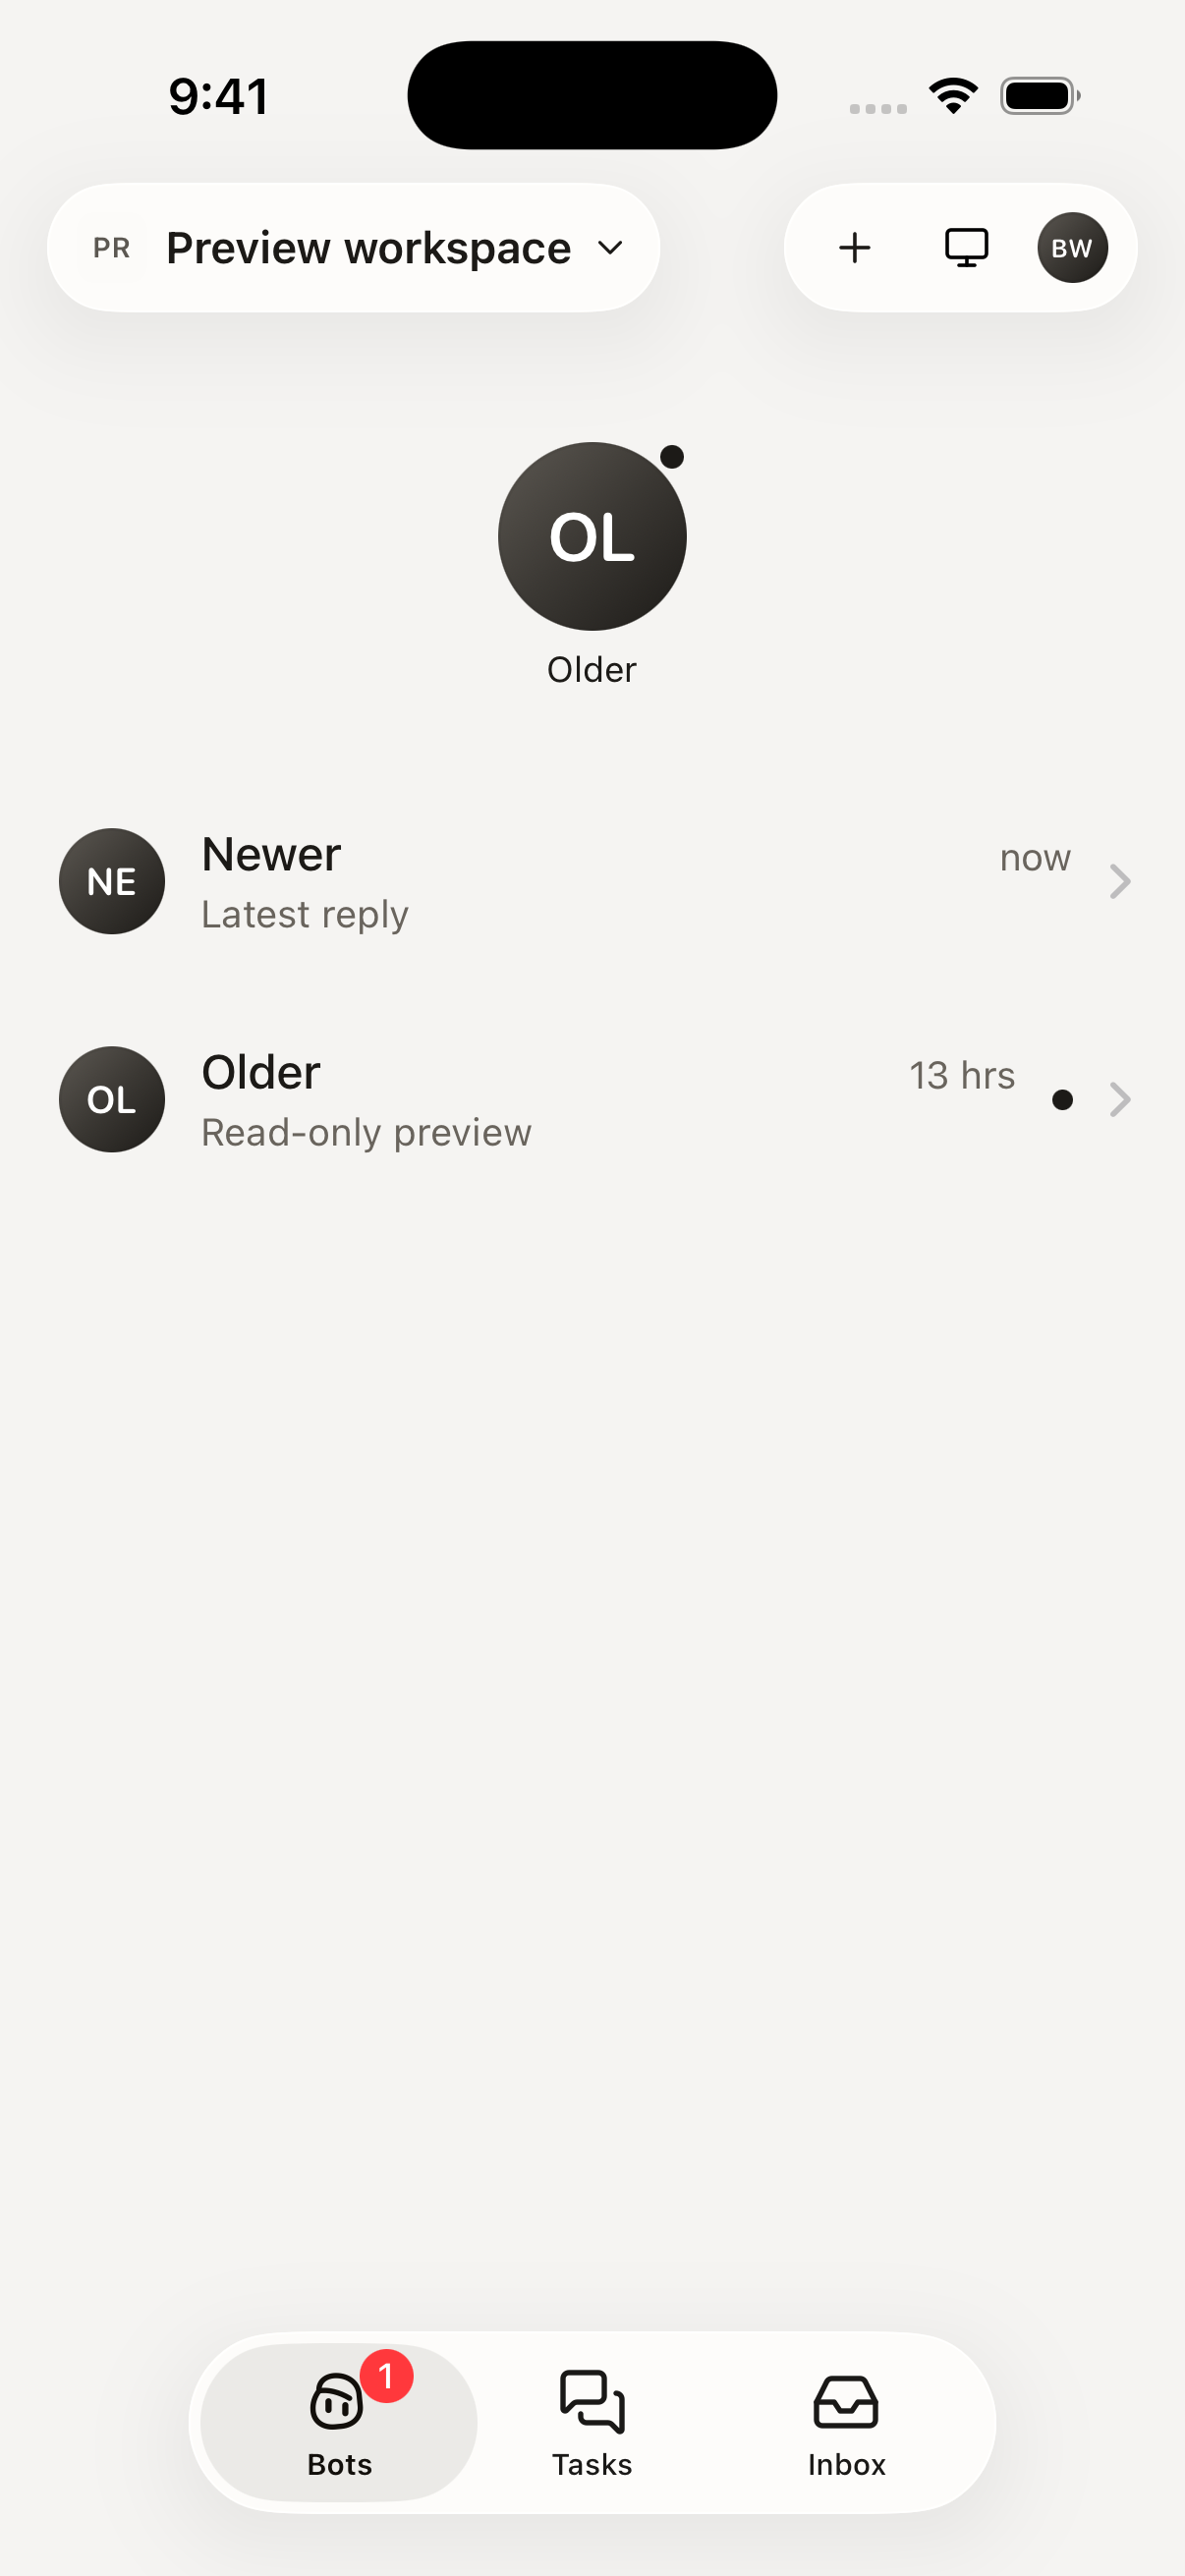 9:41
PR Preview workspace
BW
OL
Older
NE
Newer
now
Latest reply
OL
Older
13 hrs
Read-only preview
1
Bots
Tasks
Inbox